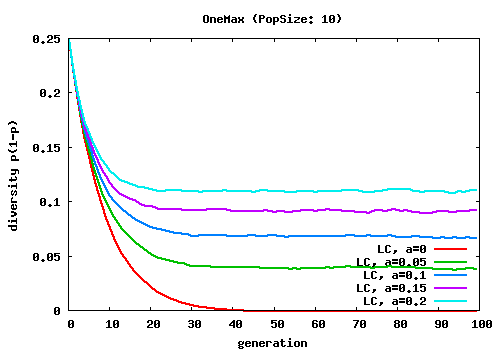 OneMax (PopSize: 10)
0.25
0.2
0.15
0.1
0.05
0
diversity p(1-p)
LC, a=0
LC, a=0.05
LC, a=0.1
LC, a=0.15
LC, a=0.2
0 10 20 30 40 50 60 70 80 90 100
generation